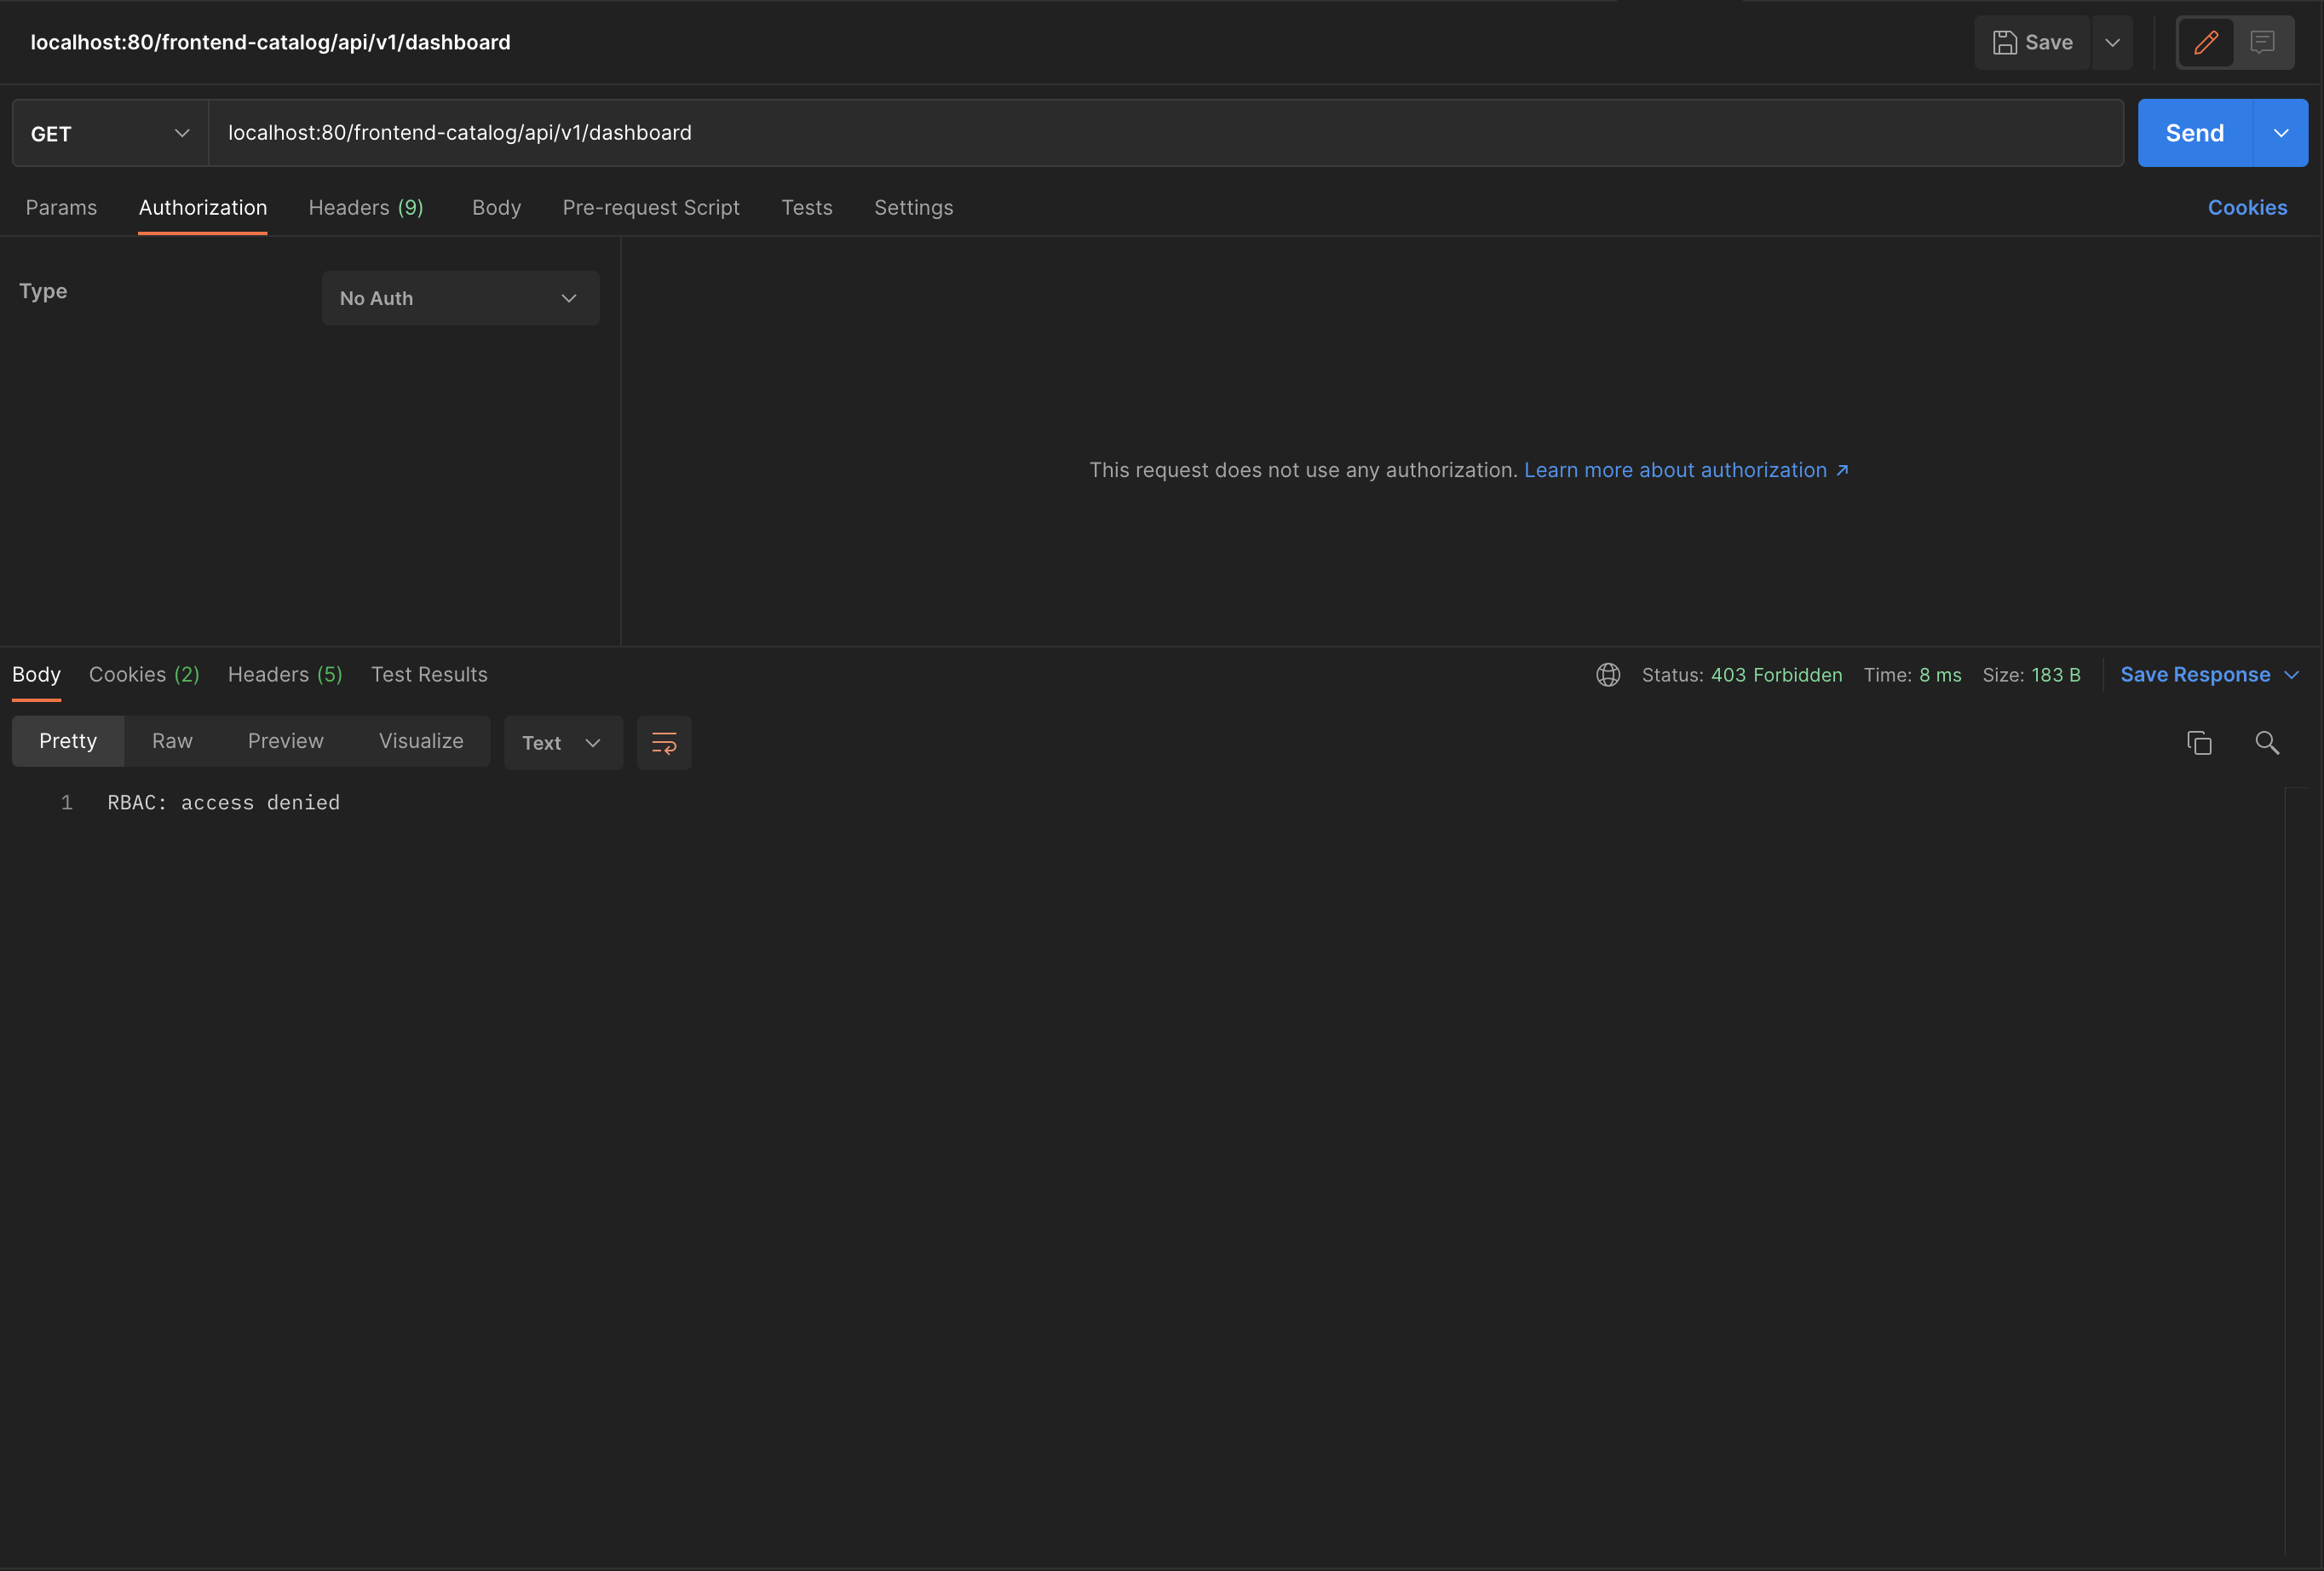 localhost:80/frontend-catalog/api/v1/dashboard
Save
GET
localhost:80/frontend-catalog/api/v1/dashboard
Send
Params Authorization Headers (9) Body Pre-request Script Tests Settings Cookies
Type
No Auth
This request does not use any authorization. Learn more about authorization ↗
Body Cookies (2) Headers (5) Test Results Status: 403 Forbidden Time: 8 ms Size: 183 B Save Response
Pretty Raw Preview Visualize Text
1 RBAC: access denied